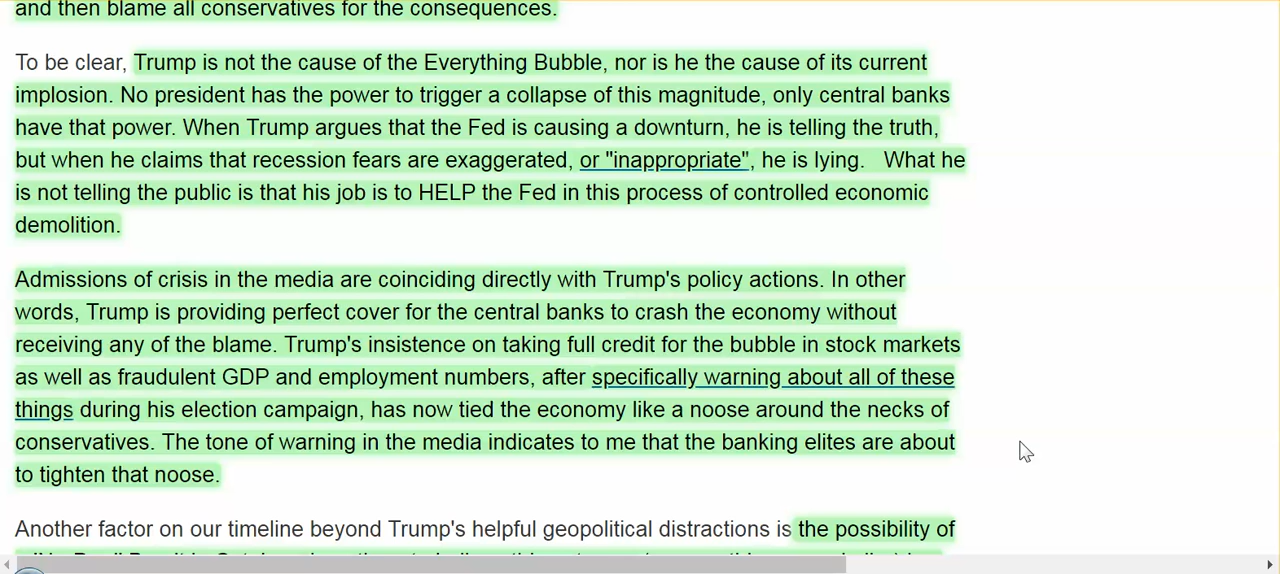 and then blame all conservatives for the consequences.
To be clear, Trump is not the cause of the Everything Bubble, nor is he the cause of its current
implosion. No president has the power to trigger a collapse of this magnitude, only central banks
have that power. When Trump argues that the Fed is causing a downturn, he is telling the truth,
but when he claims that recession fears are exaggerated, or "inappropriate", he is lying. What he
is not telling the public is that his job is to HELP the Fed in this process of controlled economic
demolition.
Admissions of crisis in the media are coinciding directly with Trump's policy actions. In other
words, Trump is providing perfect cover for the central banks to crash the economy without
receiving any of the blame. Trump's insistence on taking full credit for the bubble in stock markets
as well as fraudulent GDP and employment numbers, after specifically warning about all of these
things during his election campaign, has now tied the economy like a noose around the necks of
conservatives. The tone of warning in the media indicates to me that the banking elites are about
to tighten that noose.
Another factor on our timeline beyond Trump's helpful geopolitical distractions is the possibility of